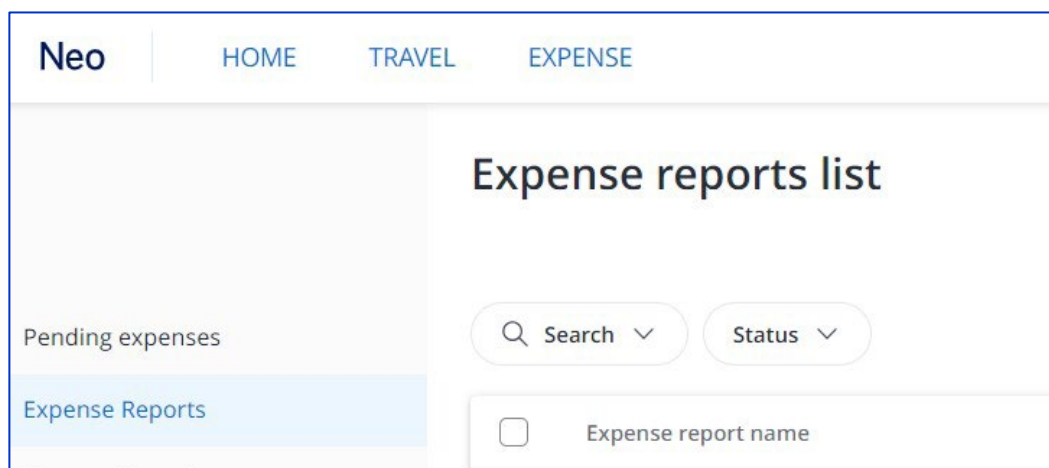 Neo HOME TRAVEL EXPENSE
Expense reports list
Pending expenses
Expense Reports
Search Status
Expense report name